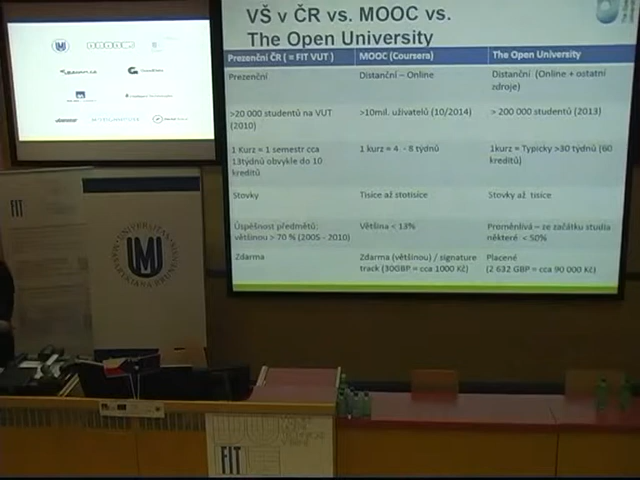 VŠ v ČR vs. MOOC vs.
The Open University
Prezenční ČR ( = FIT VUT )
MOOC (Coursera)
The Open University
Prezenční
Distanční – Online
Distanční (Online + ostatní
zdroje)
>20 000 studentů na VUT
(2010)
>10mil. uživatelů (10/2014)
> 200 000 studentů (2013)
1 Kurz = 1 semestr cca
13týdnů obvykle do 10
kreditů
1 kurz = 4 - 8 týdnů
1kurz = Typicky >30 týdnů (60
kreditů)
Stovky
Tisíce až statisíce
Stovky až tisíce
Úspěšnost předmětů:
většinou > 70 % (2005 - 2010)
Většina < 13%
Proměnlivá – ze začátku studia
některé < 50%
Zdarma
Zdarma (většinou) / signature
track (30GBP = cca 1000 Kč)
Placené
(2 632 GBP = cca 90 000 Kč)
FIT
UNIVERSITAS
MASARYKIANA BRUNENSIS
FIT